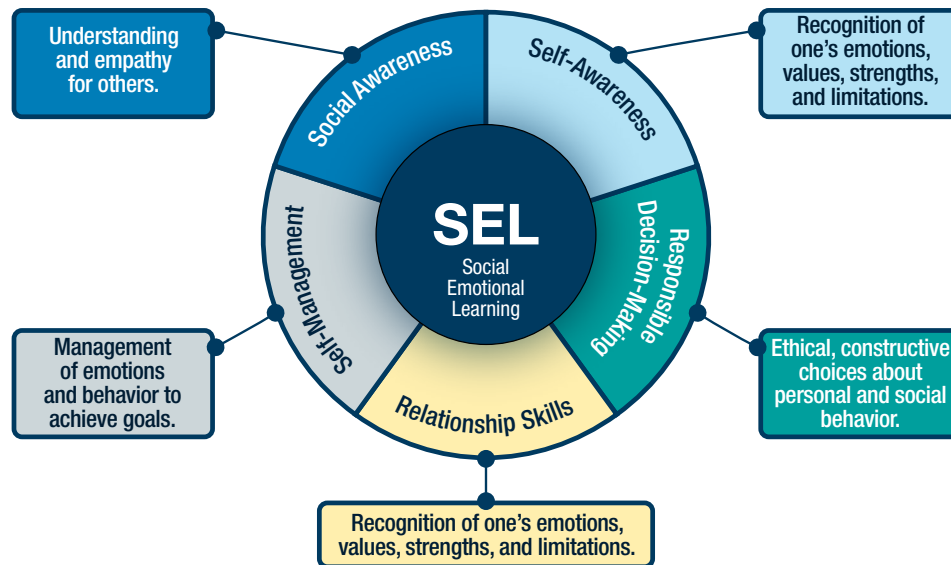 Understanding
and empathy
for others.
Social Awareness
Self-Awareness
Recognition of
one’s emotions,
values, strengths,
and limitations.
SEL
Social
Emotional
Learning
Self-Management
Responsible
Decision-Making
Management
of emotions
and behavior to
achieve goals.
Relationship Skills
Ethical, constructive
choices about
personal and social
behavior.
Recognition of one’s emotions,
values, strengths, and limitations.